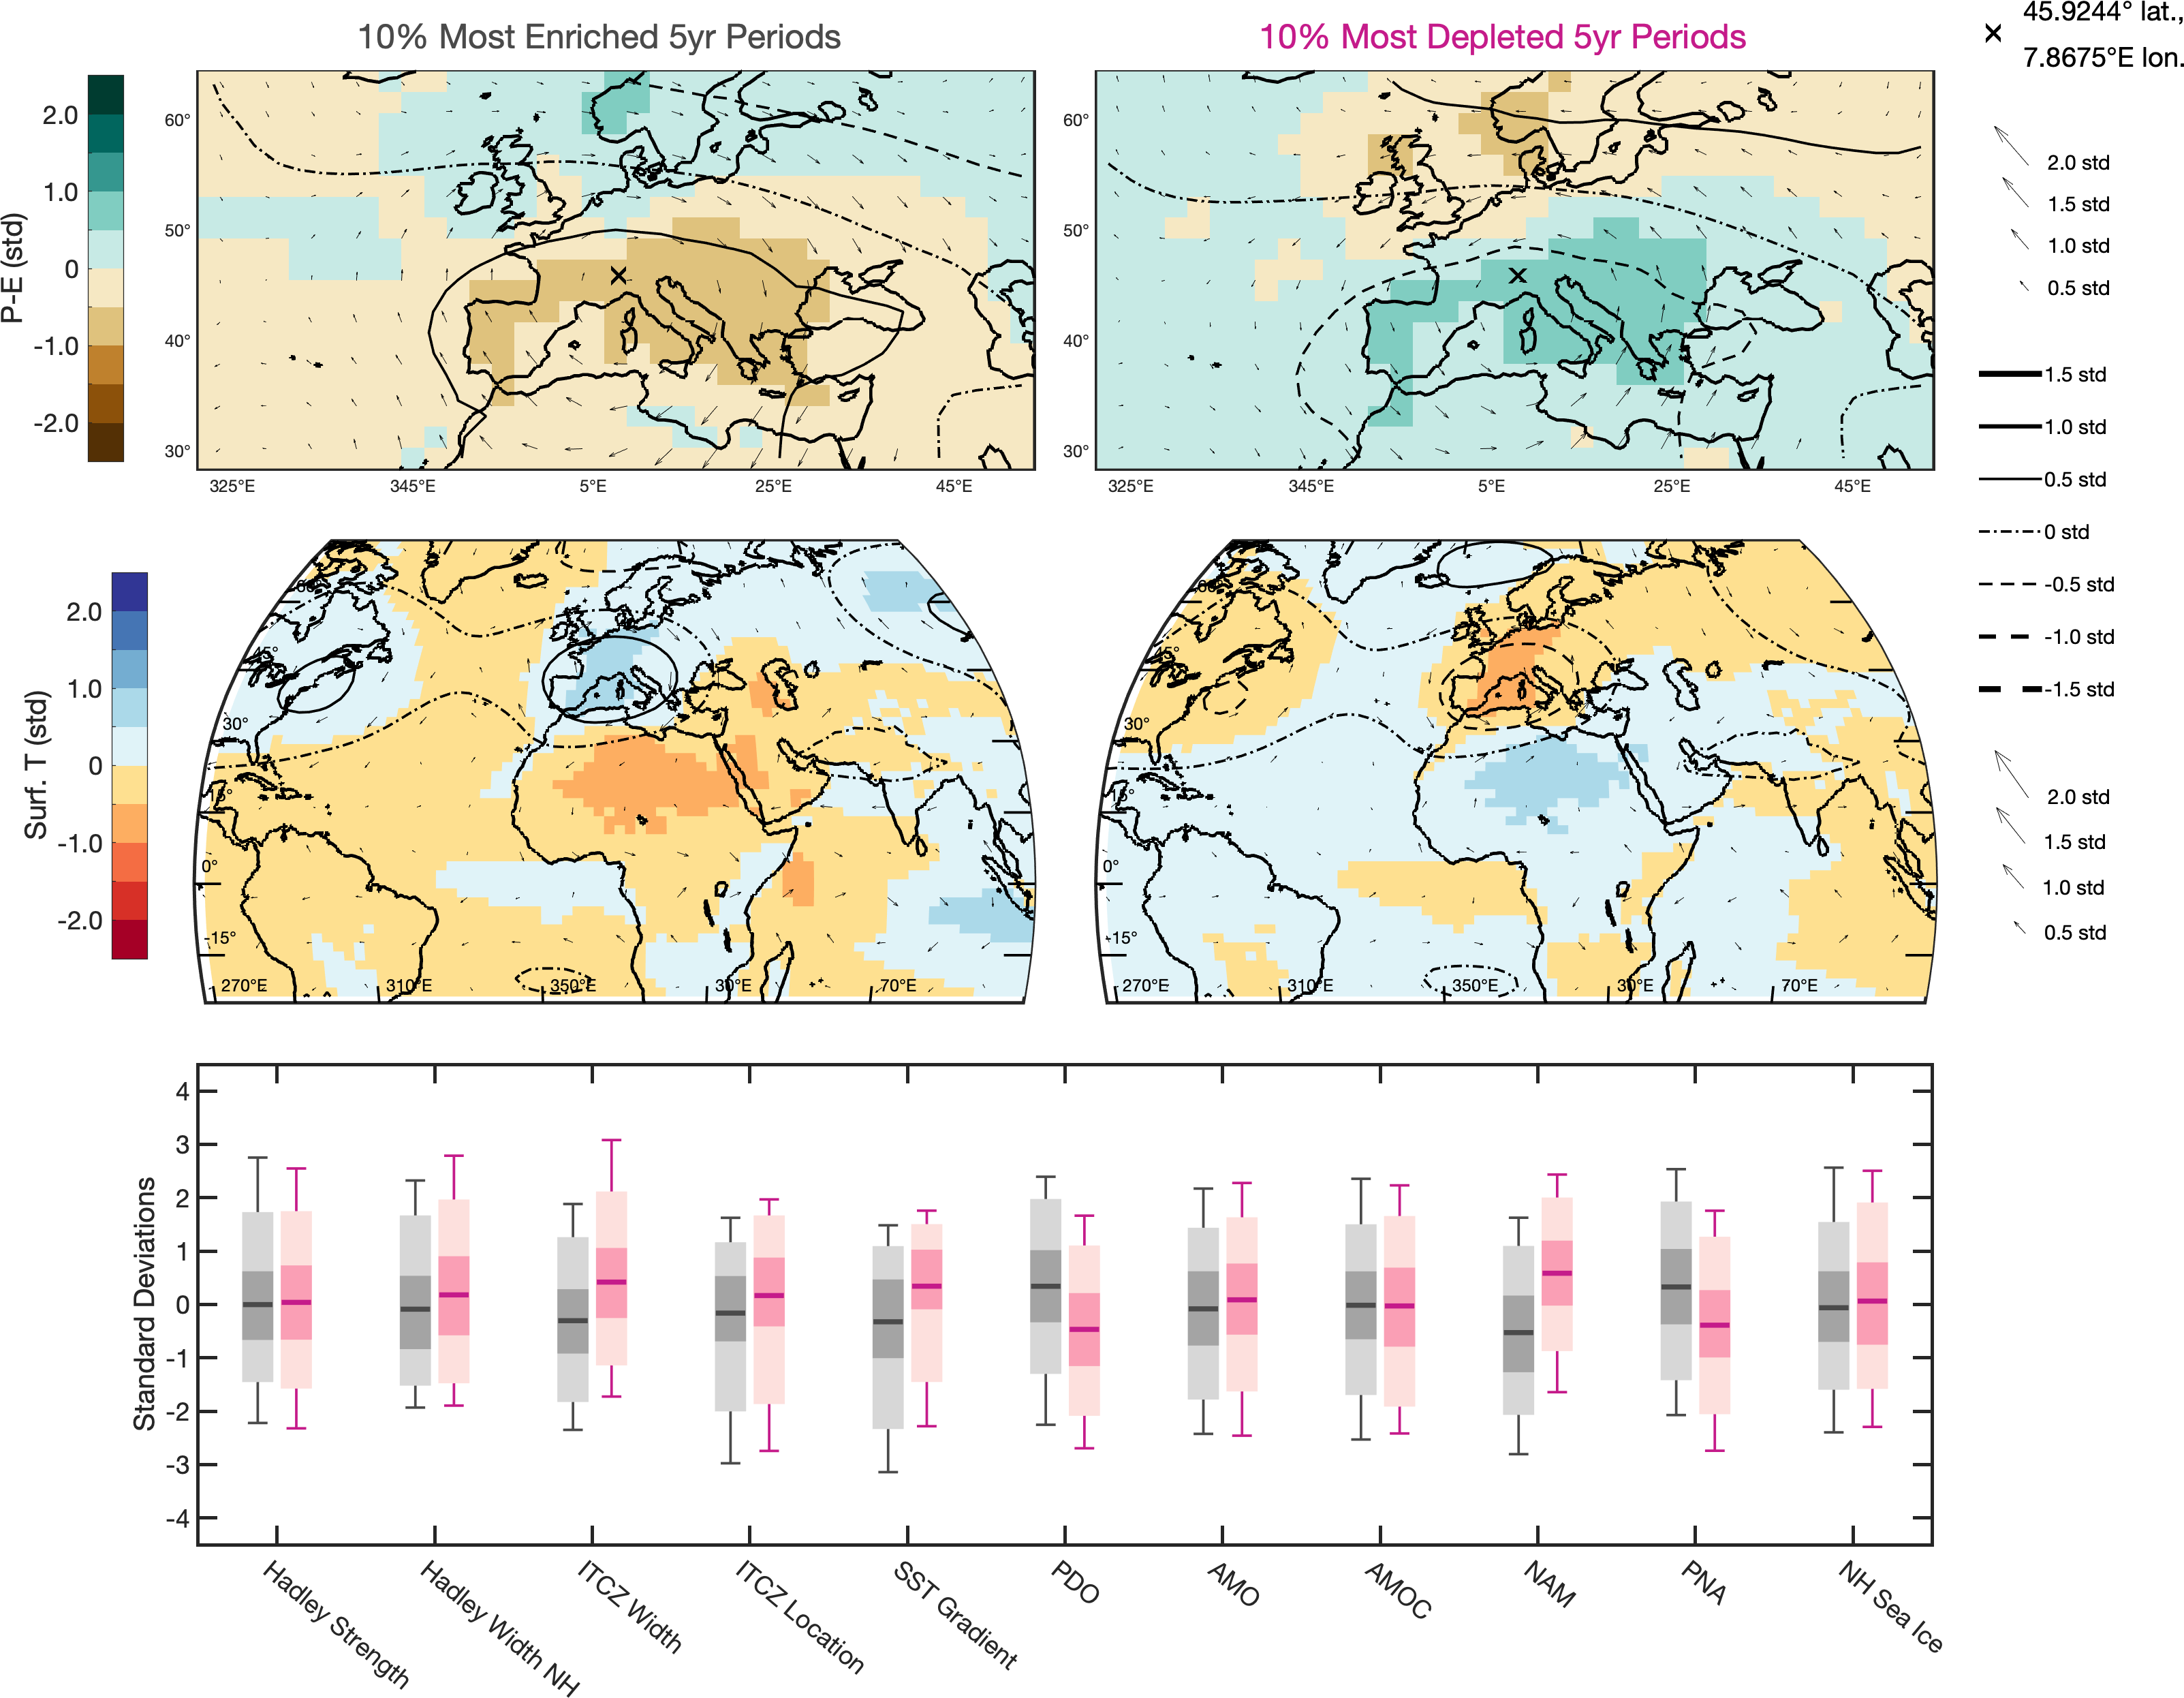 10% Most Enriched 5yr Periods
10% Most Depleted 5yr Periods
45.9244° lat.,
7.8675°E lon.
P-E (std)
2.0
1.0
0
-1.0
-2.0
60°
50°
40°
30°
325°E
345°E
5°E
25°E
45°E
60°
50°
40°
30°
325°E
345°E
5°E
25°E
45°E
2.0 std
1.5 std
1.0 std
0.5 std
1.5 std
1.0 std
0.5 std
0 std
-0.5 std
-1.0 std
-1.5 std
Surf. T (std)
2.0
1.0
0
-1.0
-2.0
60°
45°
30°
15°
0°
-15°
270°E
310°E
350°E
30°E
70°E
60°
45°
30°
15°
0°
-15°
270°E
310°E
350°E
30°E
70°E
2.0 std
1.5 std
1.0 std
0.5 std
Standard Deviations
4
3
2
1
0
-1
-2
-3
-4
Hadley Strength
Hadley Width NH
ITCZ Width
ITCZ Location
SST Gradient
PDO
AMO
AMOC
NAM
PNA
NH Sea Ice